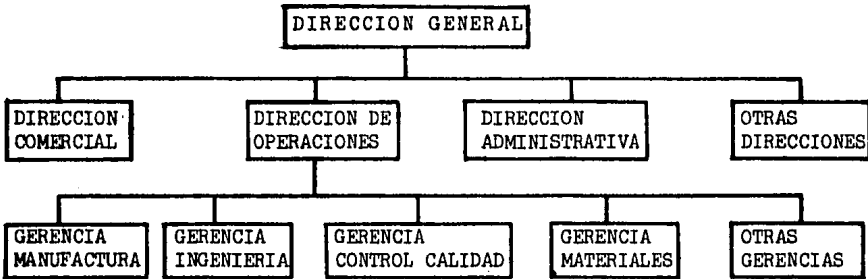 DIRECCION GENERAL
DIRECCION
COMERCIAL
DIRECCION DE
OPERACIONES
DIRECCION
ADMINISTRATIVA
OTRAS
DIRECCIONES
GERENCIA
MANUFACTURA
GERENCIA
INGENIERIA
GERENCIA
CONTROL CALIDAD
GERENCIA
MATERIALES
OTRAS
GERENCIAS